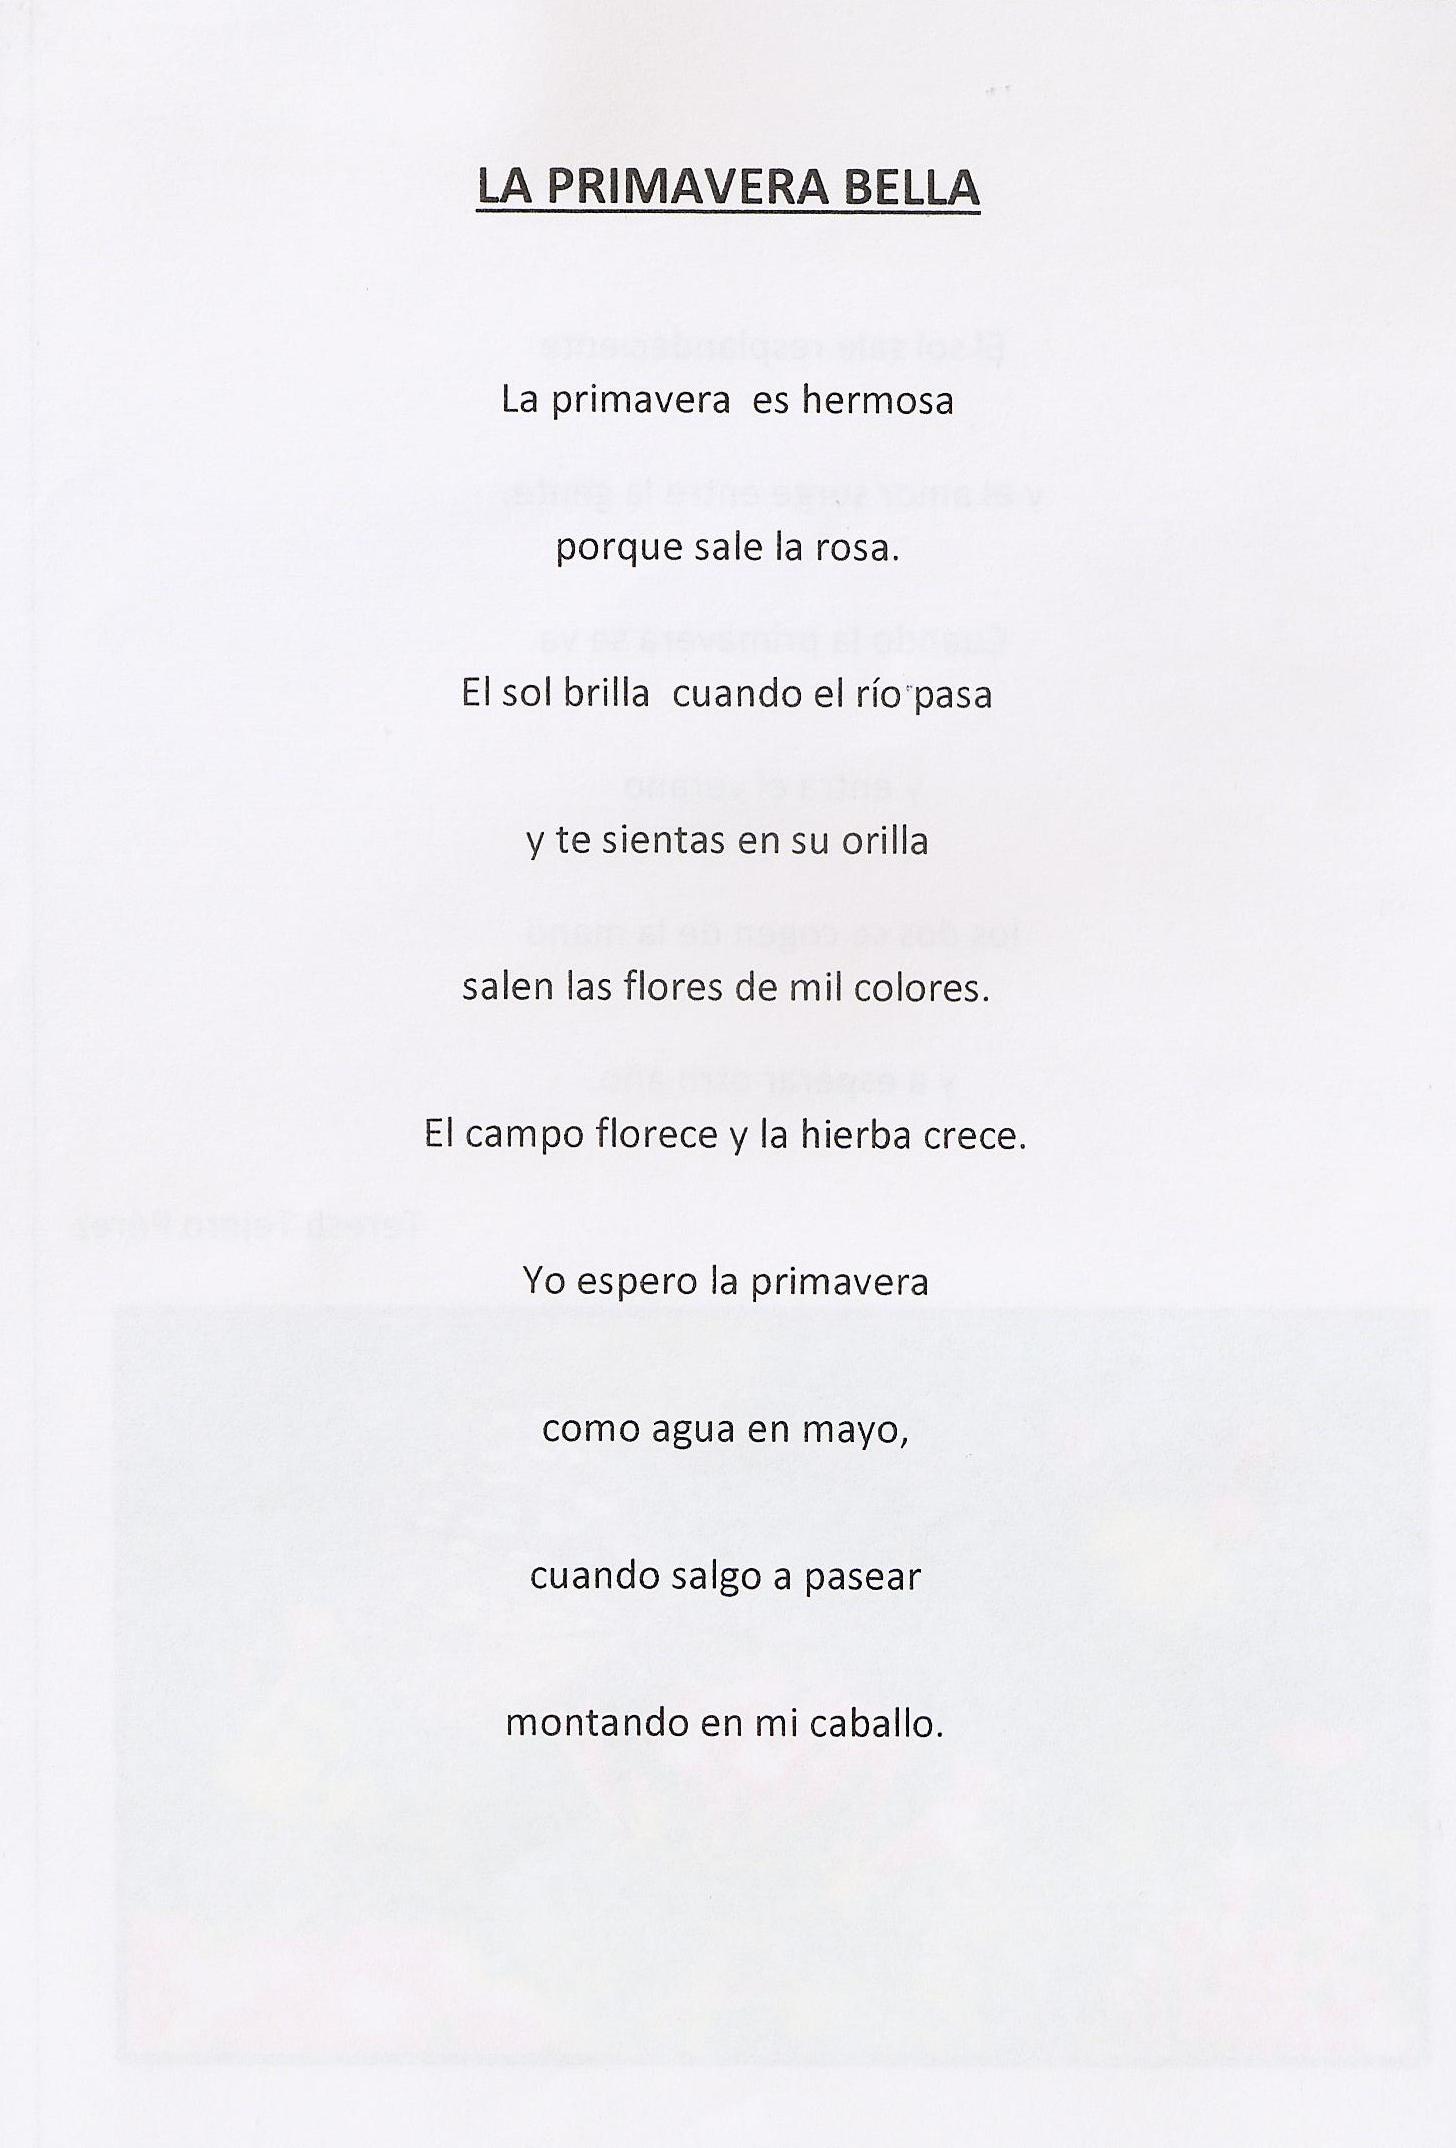 LA PRIMAVERA BELLA
La primavera es hermosa
porque sale la rosa.
El sol brilla cuando el río pasa
y te sientas en su orilla
salen las flores de mil colores.
El campo florece y la hierba crece.
Yo espero la primavera
como agua en mayo,
cuando salgo a pasear
montando en mi caballo.